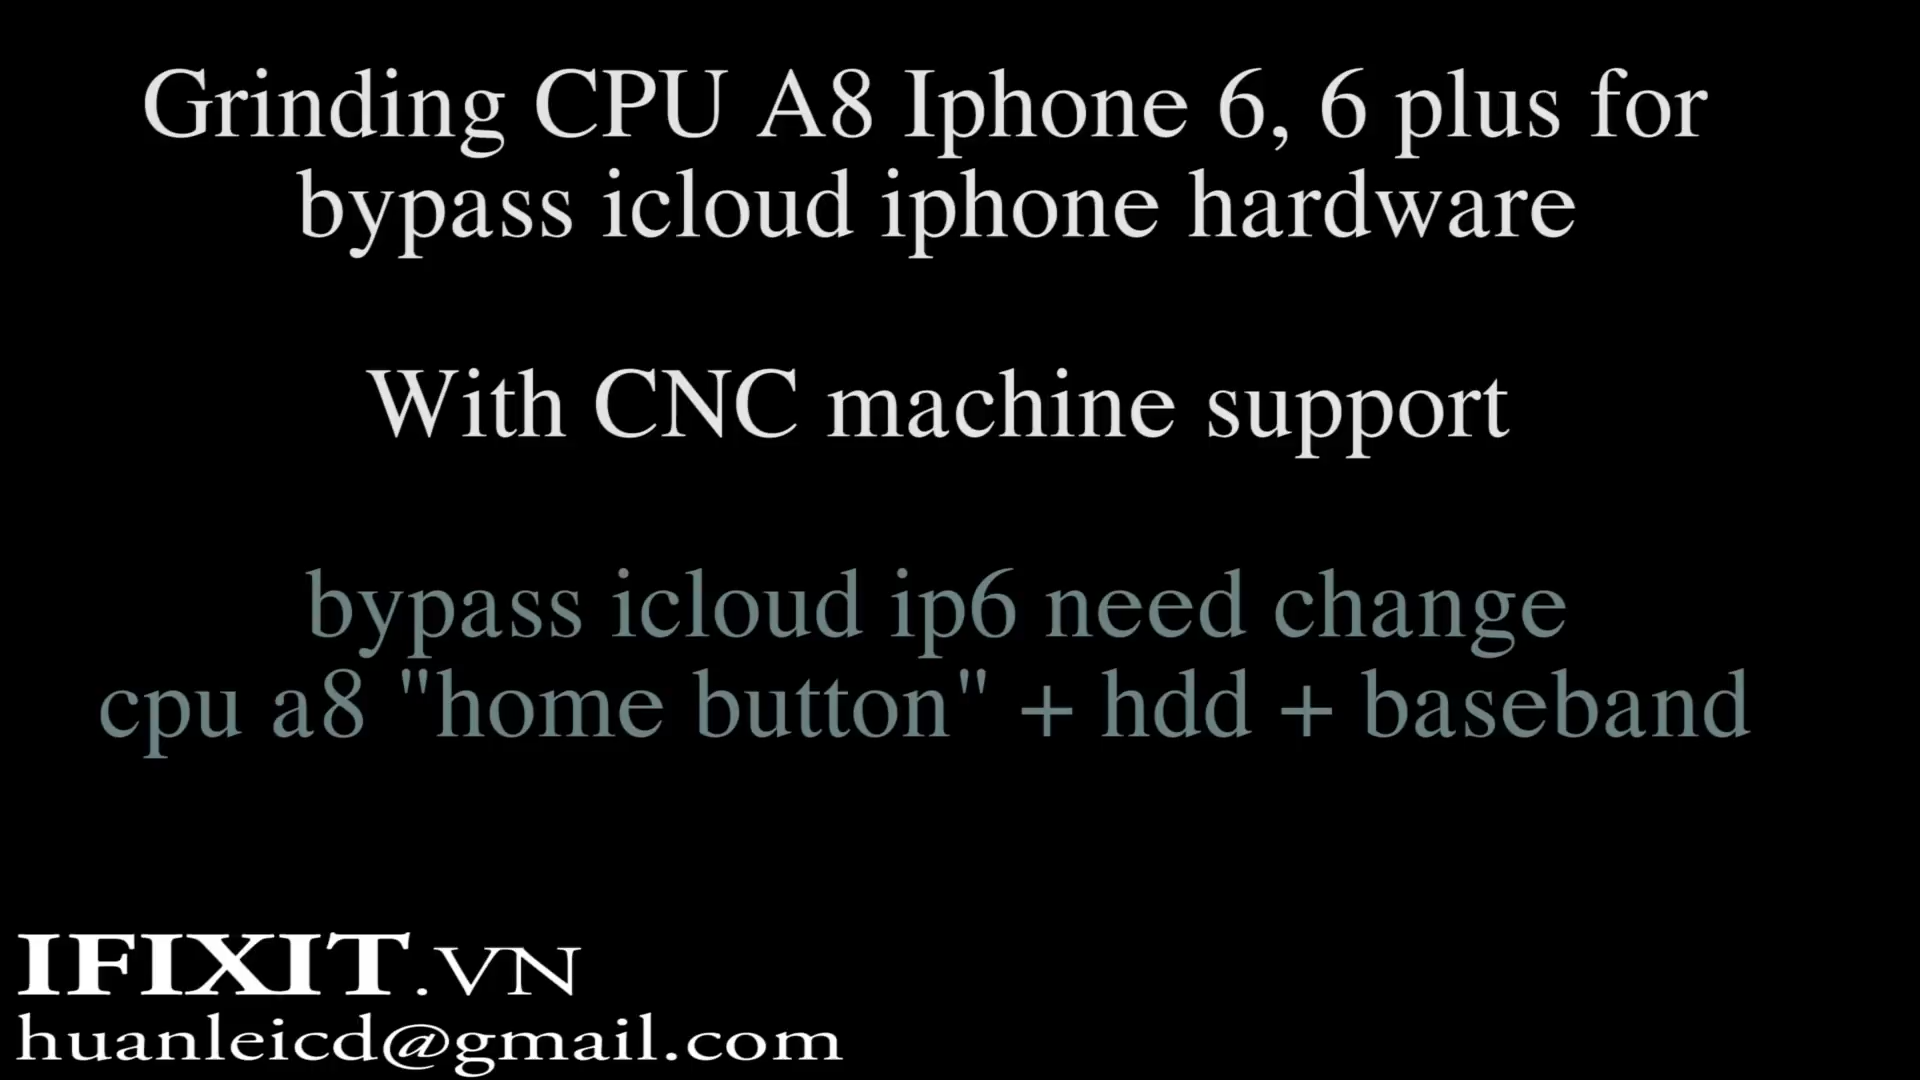 Grinding CPU A8 Iphone 6, 6 plus for
bypass icloud iphone hardware
With CNC machine support
bypass icloud ip6 need change
cpu a8 "home button" + hdd + baseband
IFIXIT.VN
huanleicd@gmail.com